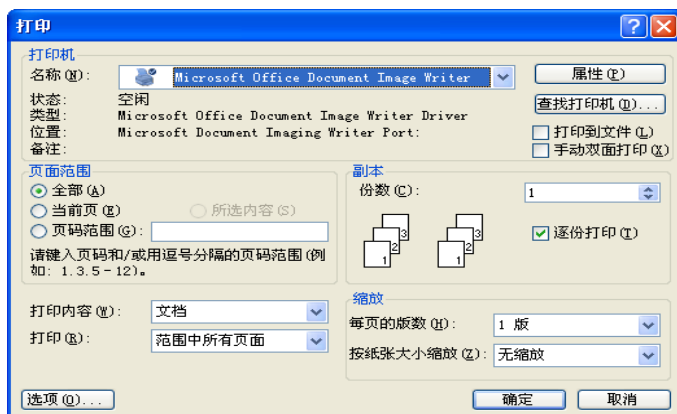 打印
打印机
名称(N): Microsoft Office Document Image Writer 属性(P)
状态: 空闲
类型: Microsoft Office Document Image Writer Driver 查找打印机(D)...
位置: Microsoft Document Imaging Writer Port: 打印到文件(L)
备注: 手动双面打印(X)
页面范围
全部(A)
当前页(E) 所选内容(S)
页码范围(G):
请键入页码和/或用逗号分隔的页码范围(例
如: 1.3.5-12)。
副本
份数(C): 1
1 2 3 1 2 3
逐份打印(T)
打印内容(W): 文档
打印(R): 范围中所有页面
缩放
每页的版数(H): 1 版
按纸张大小缩放(Z): 无缩放
选项(O)... 确定 取消